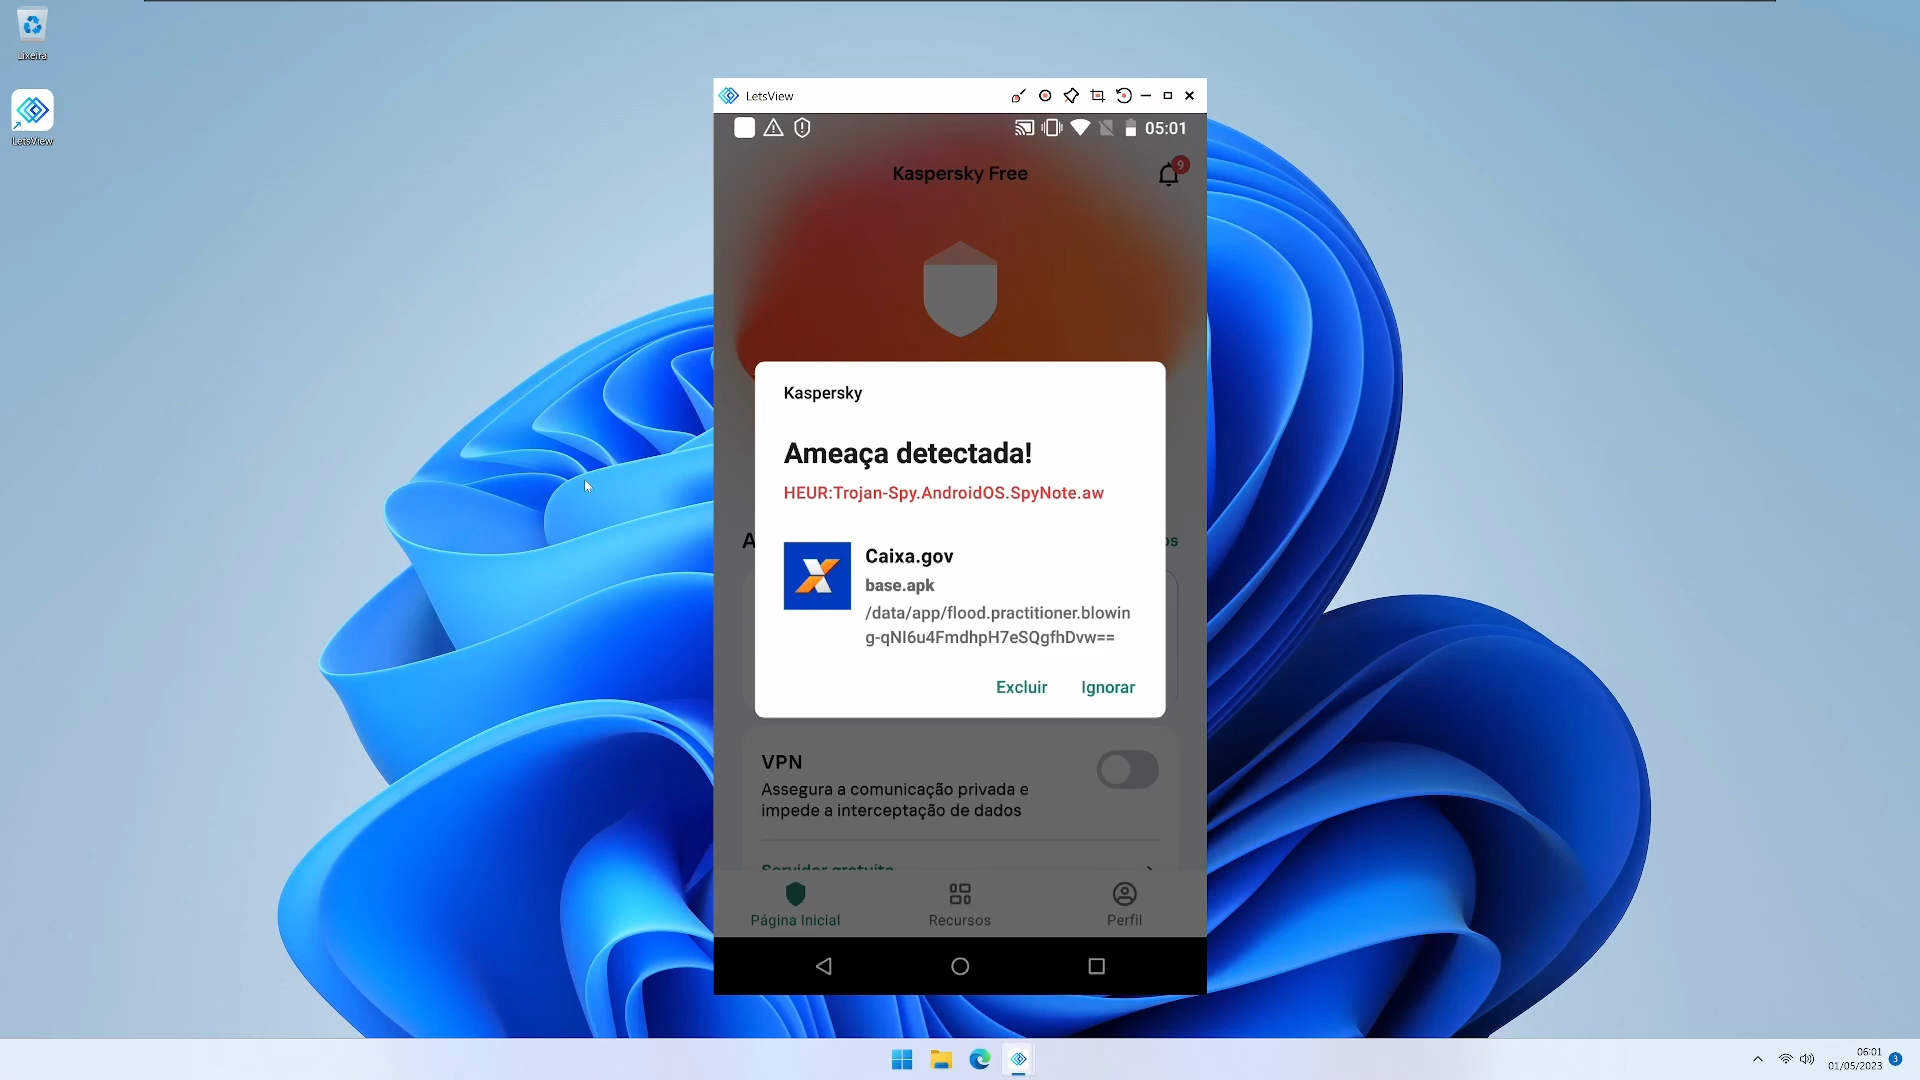 Lixeira
LetsView
LetsView
05:01
Kaspersky Free
9
Kaspersky
Ameaça detectada!
HEUR:Trojan-Spy.AndroidOS.SpyNote.aw
Caixa.gov
base.apk
/data/app/flood.practitioner.blowin
g-qNI6u4FmdhpH7eSQgfhDvw==
Excluir Ignorar
VPN
Assegura a comunicação privada e
impede a interceptação de dados
Servidor gratuito
Página Inicial Recursos Perfil
06:01
01/05/2023
3